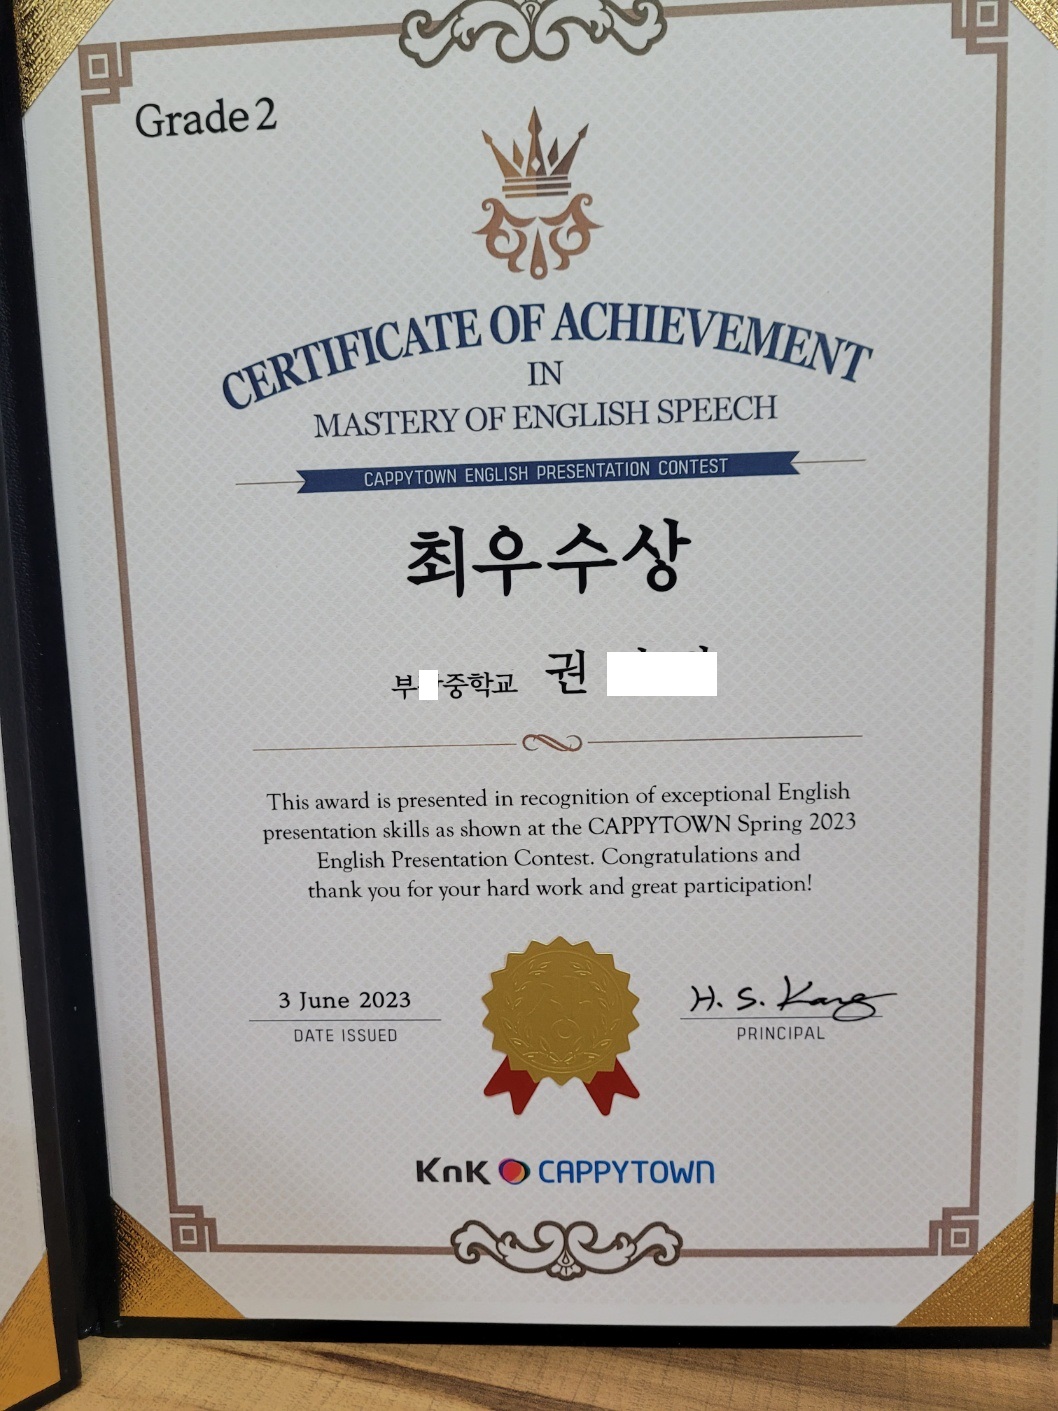 Grade 2
CERTIFICATE OF ACHIEVEMENT
IN
MASTERY OF ENGLISH SPEECH
CAPPYTOWN ENGLISH PRESENTATION CONTEST
최우수상
중학교 권
This award is presented in recognition of exceptional English
presentation skills as shown at the CAPPYTOWN Spring 2023
English Presentation Contest. Congratulations and
thank you for your hard work and great participation!
3 June 2023
DATE ISSUED
H. S. Kang
PRINCIPAL
KnK CAPPYTOWN